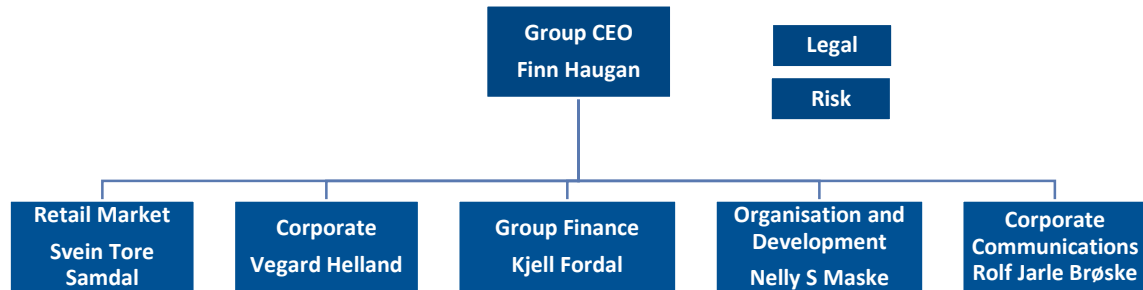 Group CEO
Finn Haugan
Legal
Risk
Retail Market
Svein Tore
Samdal
Corporate
Vegard Helland
Group Finance
Kjell Fordal
Organisation and
Development
Nelly S Maske
Corporate
Communications
Rolf Jarle Brøske